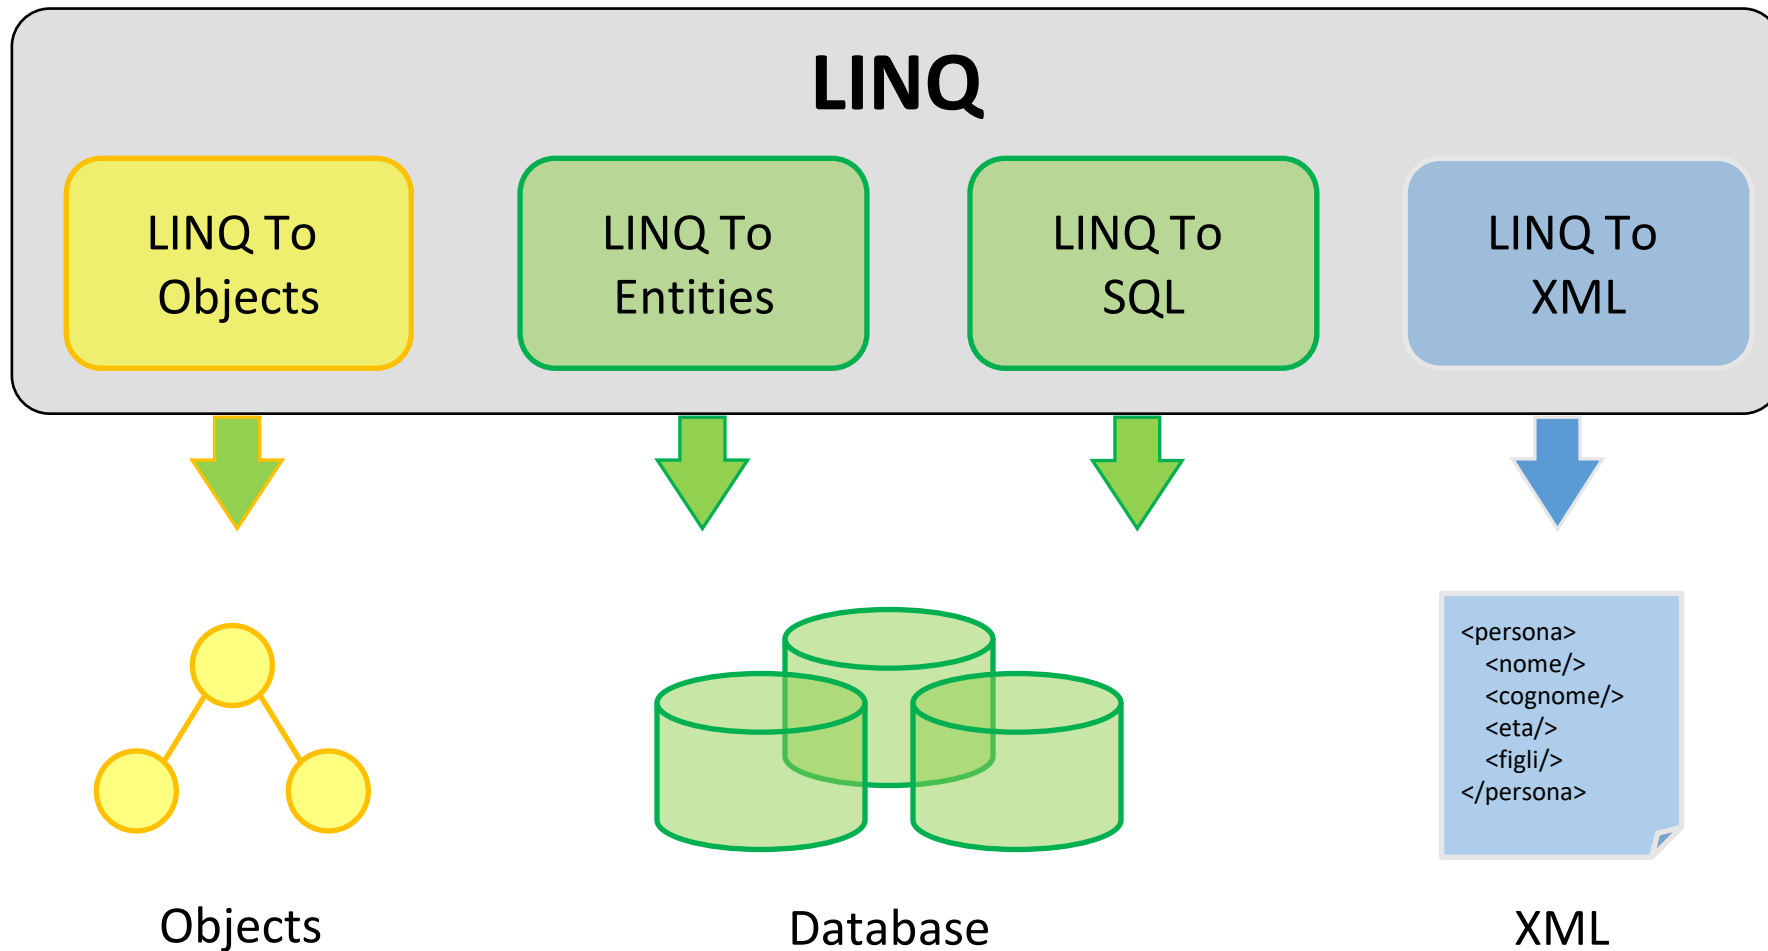 LINQ
LINQ To
Objects
LINQ To
Entities
LINQ To
SQL
LINQ To
XML
<persona>
<nome/>
<cognome/>
<eta/>
<figli/>
</persona>
Objects
Database
XML